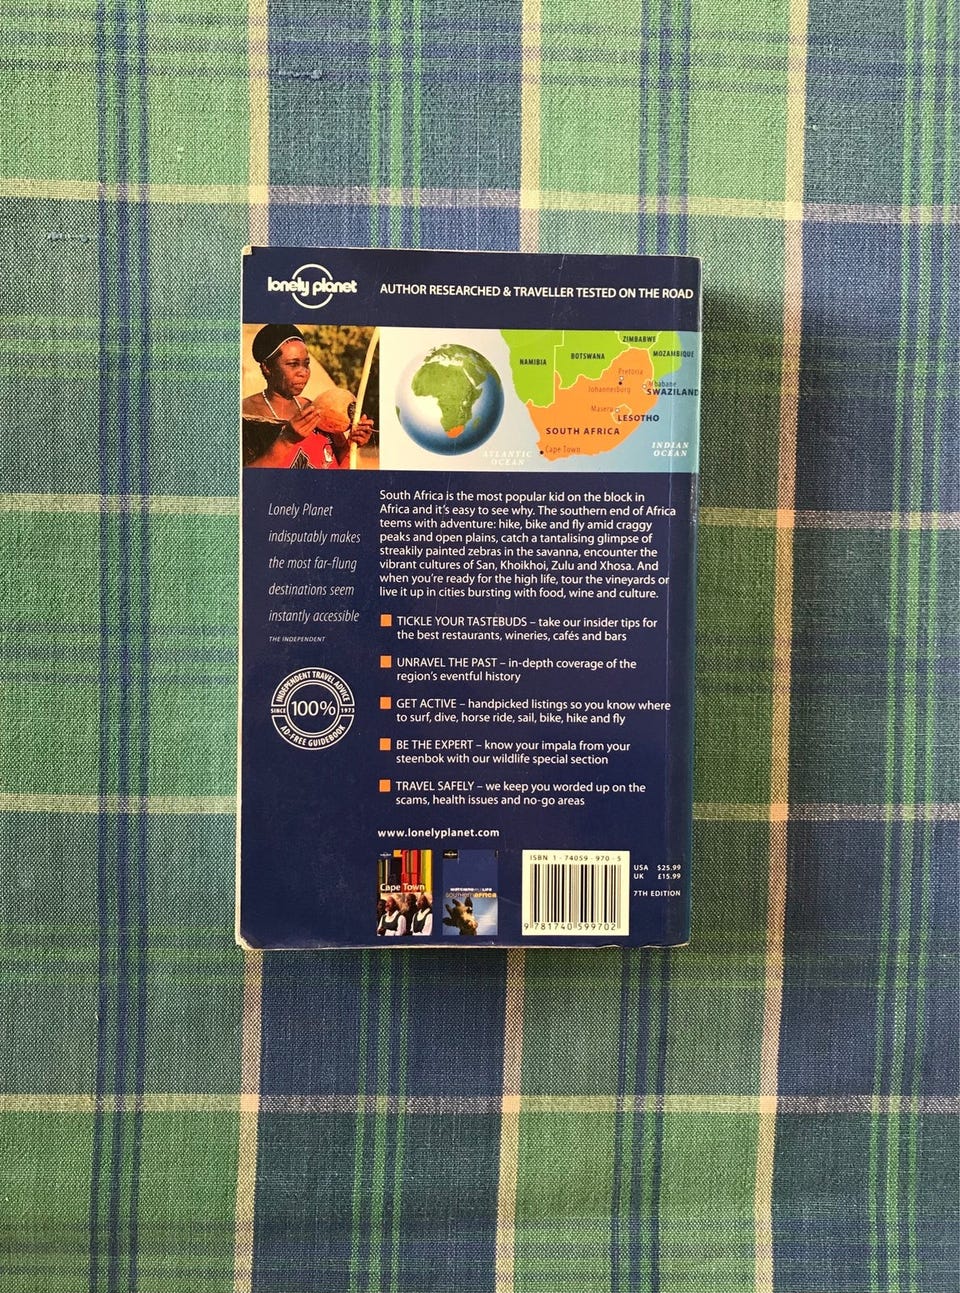 lonely planet
AUTHOR RESEARCHED & TRAVELLER TESTED ON THE ROAD
ZIMBABWE
NAMIBIA
BOTSWANA
MOZAMBIQUE
Pretoria
Johannesburg
Mbabane
SWAZILAND
Maseru
LESOTHO
SOUTH AFRICA
Cape Town
ATLANTIC
OCEAN
INDIAN
OCEAN
Lonely Planet
indisputably makes
the most far-flung
destinations seem
instantly accessible
THE INDEPENDENT
INDEPENDENT TRAVEL ADVICE
SINCE 100% 1973
AD-FREE GUIDEBOOK
South Africa is the most popular kid on the block in
Africa and it's easy to see why. The southern end of Africa
teems with adventure: hike, bike and fly amid craggy
peaks and open plains, catch a tantalising glimpse of
streakily painted zebras in the savanna, encounter the
vibrant cultures of San, Khoikhoi, Zulu and Xhosa. And
when you're ready for the high life, tour the vineyards or
live it up in cities bursting with food, wine and culture.
TICKLE YOUR TASTEBUDS – take our insider tips for
the best restaurants, wineries, cafés and bars
UNRAVEL THE PAST – in-depth coverage of the
region's eventful history
GET ACTIVE – handpicked listings so you know where
to surf, dive, horse ride, sail, bike, hike and fly
BE THE EXPERT – know your impala from your
steenbok with our wildlife special section
TRAVEL SAFELY – we keep you worded up on the
scams, health issues and no-go areas
www.lonelyplanet.com
Cape Town
SOUTHERN AFRICA
ISBN 1-74059-970-5
9 781740 599702
USA $25.99
UK £15.99
7TH EDITION